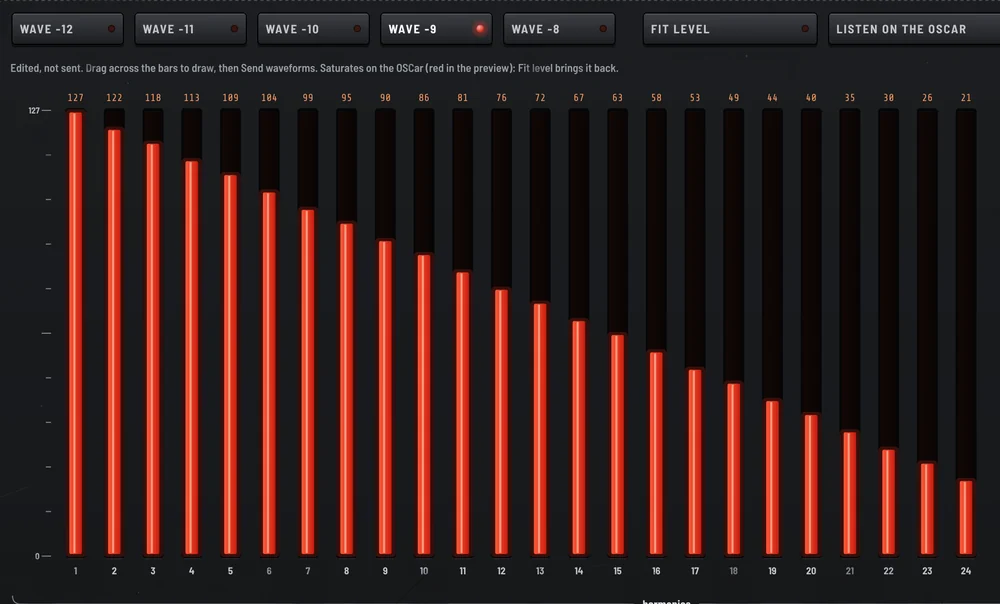 WAVE -12 WAVE -11 WAVE -10 WAVE -9 WAVE -8 FIT LEVEL LISTEN ON THE OSCAR
Edited, not sent. Drag across the bars to draw, then Send waveforms. Saturates on the OSCar (red in the preview): Fit level brings it back.
127 122 118 113 109 104 99 95 90 86 81 76 72 67 63 58 53 49 44 40 35 30 26 21
127
0
1 2 3 4 5 6 7 8 9 10 11 12 13 14 15 16 17 18 19 20 21 22 23 24
harmonics